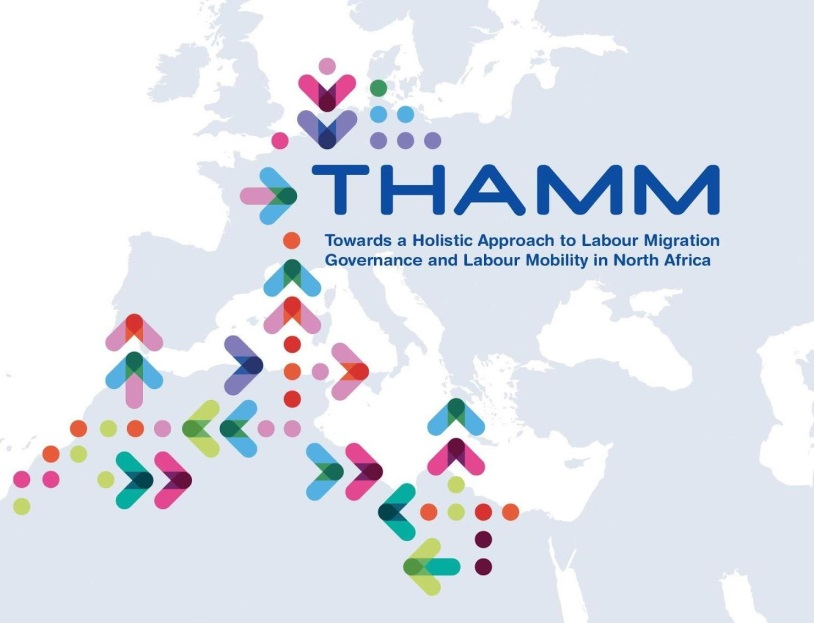 THAMM
Towards a Holistic Approach to Labour Migration
Governance and Labour Mobility in North Africa